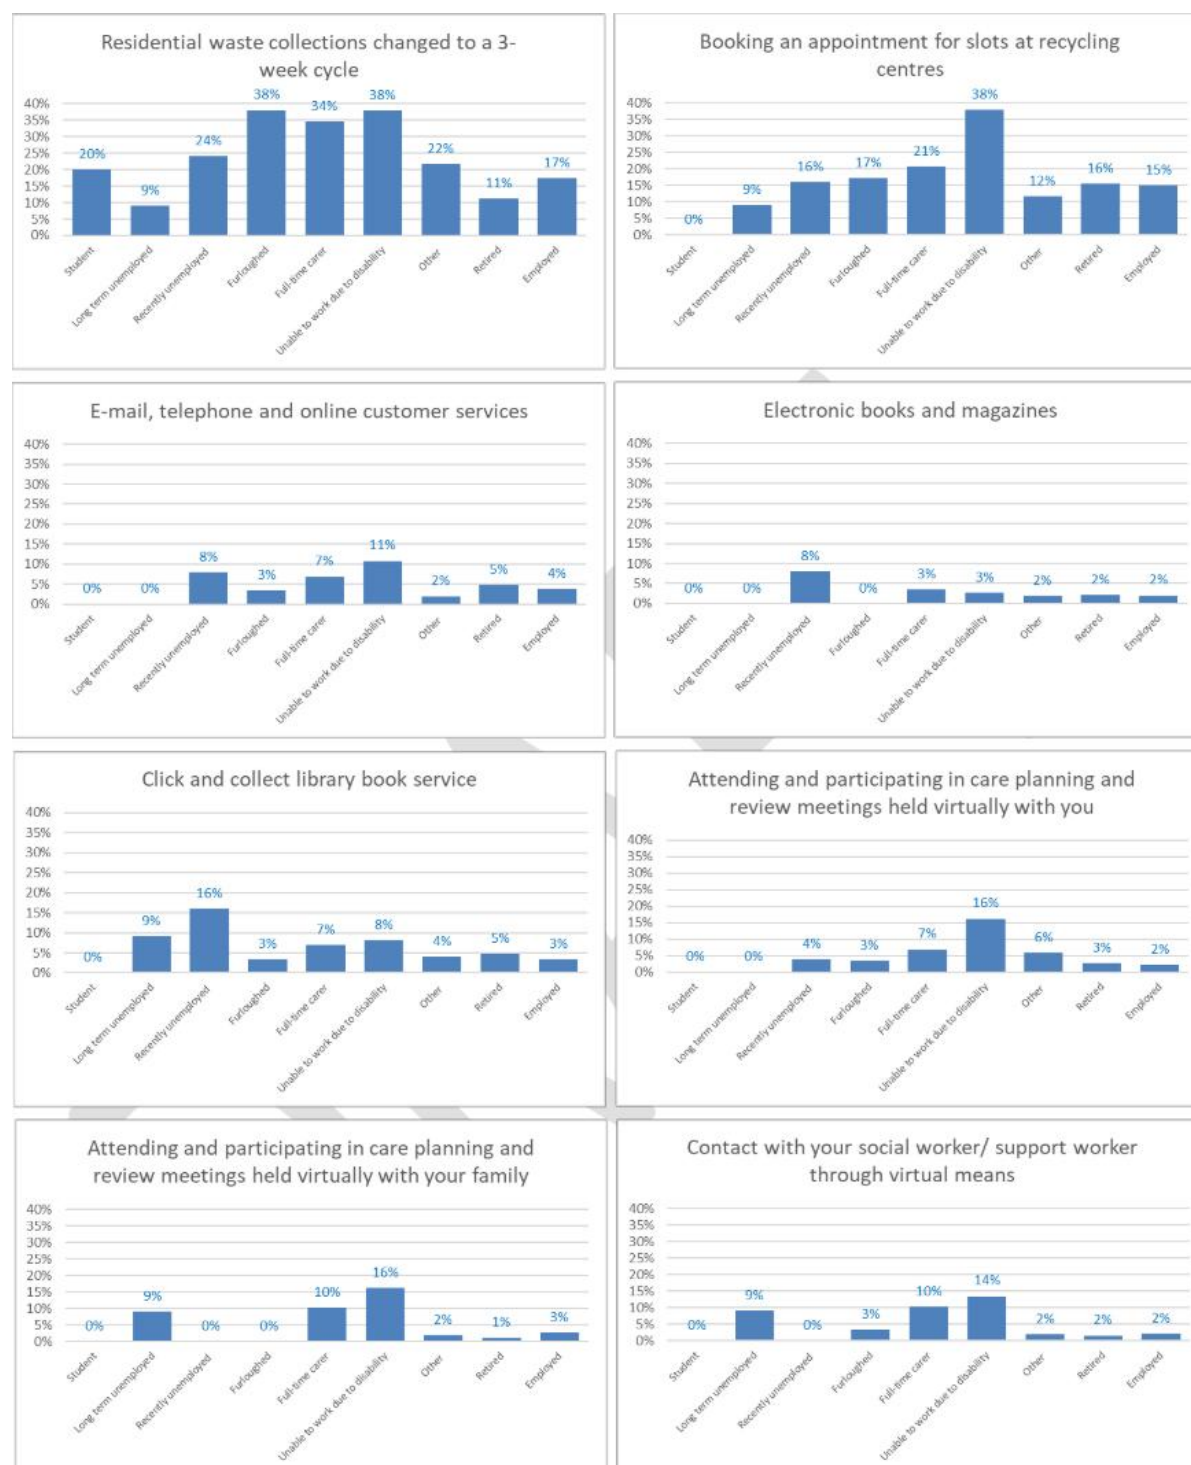 Residential waste collections changed to a 3-
week cycle
40%
35%
30%
25%
20%
15%
10%
5%
0%
20%
9%
24%
38%
34%
38%
22%
11%
17%
Student
Long term unemployed
Recently unemployed
Furloughed
Full-time carer
Unable to work due to disability
Other
Retired
Employed
Booking an appointment for slots at recycling
centres
40%
35%
30%
25%
20%
15%
10%
5%
0%
0%
9%
16%
17%
21%
38%
12%
16%
15%
Student
Long term unemployed
Recently unemployed
Furloughed
Full-time carer
Unable to work due to disability
Other
Retired
Employed
E-mail, telephone and online customer services
40%
35%
30%
25%
20%
15%
10%
5%
0%
0%
0%
8%
3%
7%
11%
2%
5%
4%
Student
Long term unemployed
Recently unemployed
Furloughed
Full-time carer
Unable to work due to disability
Other
Retired
Employed
Electronic books and magazines
40%
35%
30%
25%
20%
15%
10%
5%
0%
0%
0%
8%
0%
3%
3%
2%
2%
2%
Student
Long term unemployed
Recently unemployed
Furloughed
Full-time carer
Unable to work due to disability
Other
Retired
Employed
Click and collect library book service
40%
35%
30%
25%
20%
15%
10%
5%
0%
0%
9%
16%
3%
7%
8%
4%
5%
3%
Student
Long term unemployed
Recently unemployed
Furloughed
Full-time carer
Unable to work due to disability
Other
Retired
Employed
Attending and participating in care planning and
review meetings held virtually with you
40%
35%
30%
25%
20%
15%
10%
5%
0%
0%
0%
4%
3%
7%
16%
6%
3%
2%
Student
Long term unemployed
Recently unemployed
Furloughed
Full-time carer
Unable to work due to disability
Other
Retired
Employed
Attending and participating in care planning and
review meetings held virtually with your family
40%
35%
30%
25%
20%
15%
10%
5%
0%
0%
9%
0%
0%
10%
16%
2%
1%
3%
Student
Long term unemployed
Recently unemployed
Furloughed
Full-time carer
Unable to work due to disability
Other
Retired
Employed
Contact with your social worker/ support worker
through virtual means
40%
35%
30%
25%
20%
15%
10%
5%
0%
0%
9%
0%
3%
10%
14%
2%
2%
2%
Student
Long term unemployed
Recently unemployed
Furloughed
Full-time carer
Unable to work due to disability
Other
Retired
Employed